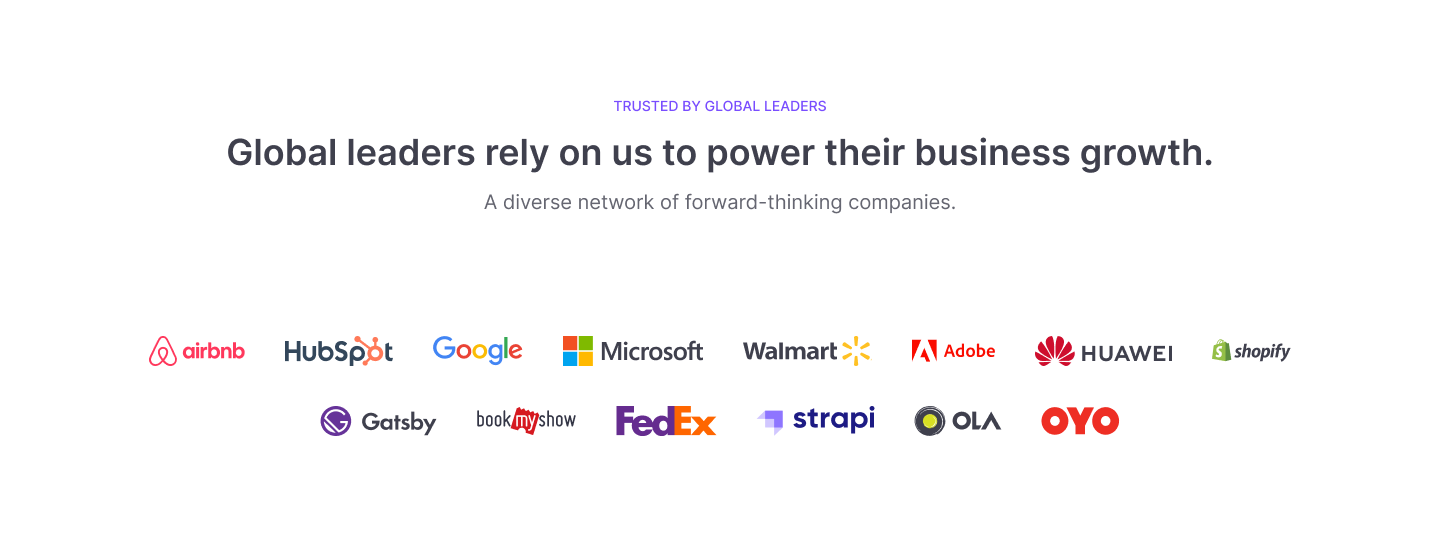 TRUSTED BY GLOBAL LEADERS
Global leaders rely on us to power their business growth.
A diverse network of forward-thinking companies.
airbnb HubSpot Google Microsoft Walmart Adobe HUAWEI shopify
Gatsby bookmyshow FedEx strapi OLA OYO